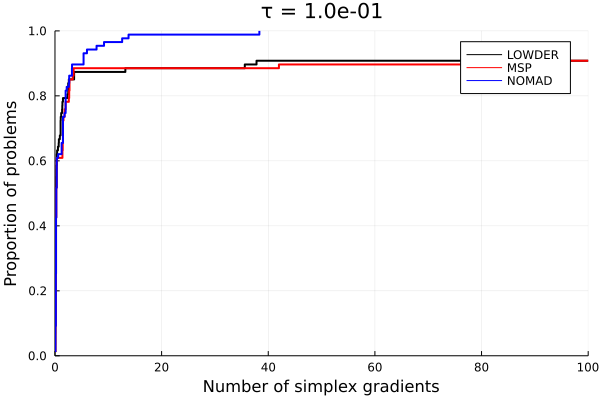 τ = 1.0e-01
Proportion of problems
1.0
0.8
0.6
0.4
0.2
0.0
LOWDER
MSP
NOMAD
0 20 40 60 80 100
Number of simplex gradients